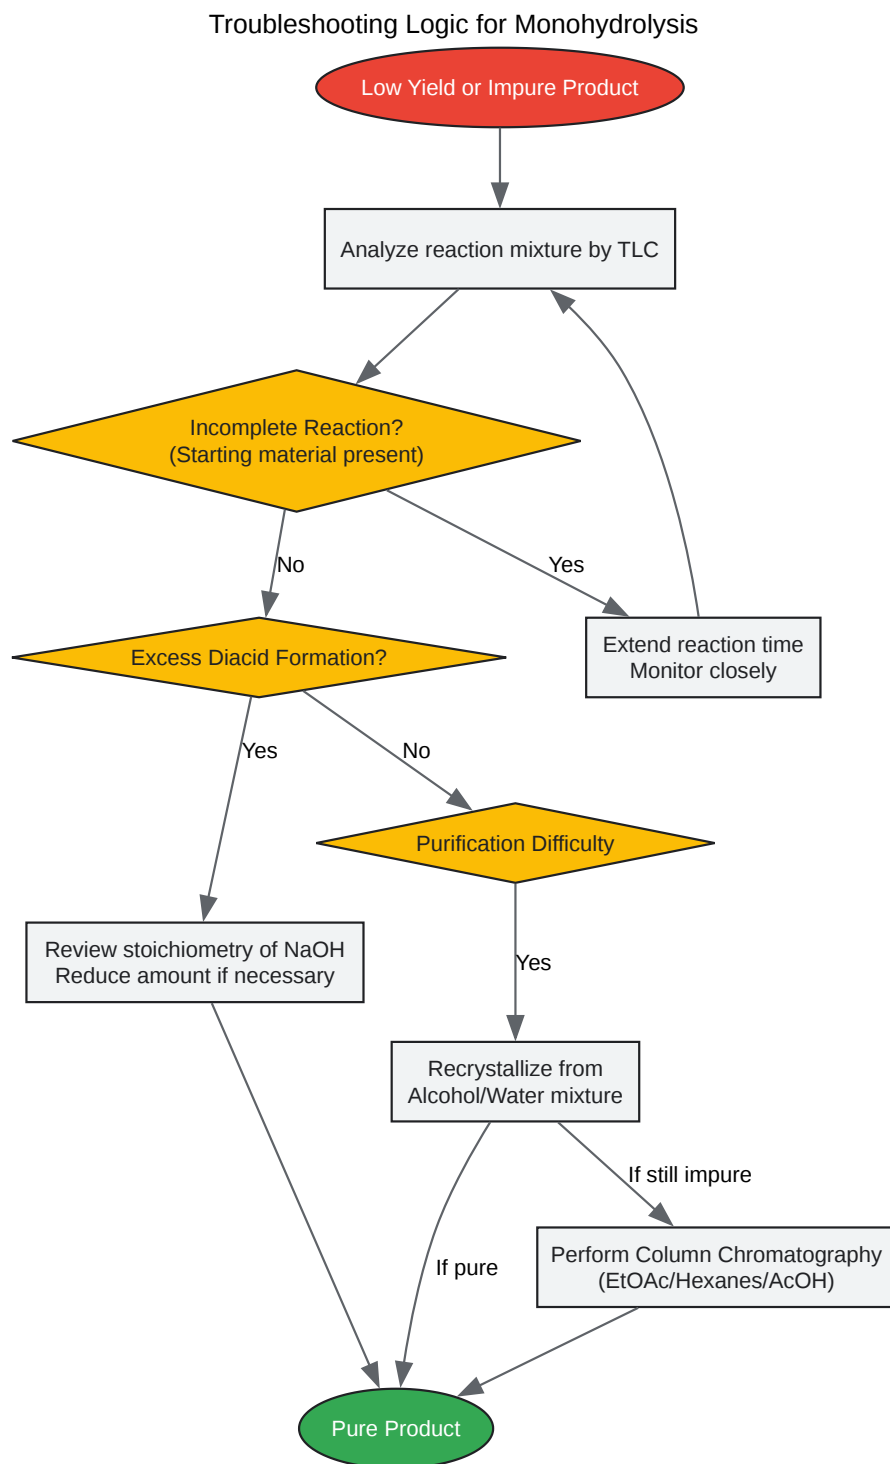 Troubleshooting Logic for Monohydrolysis
Low Yield or Impure Product
Analyze reaction mixture by TLC
Incomplete Reaction?
(Starting material present)
No
Yes
Extend reaction time
Monitor closely
Excess Diacid Formation?
Yes
No
Purification Difficulty
Review stoichiometry of NaOH
Reduce amount if necessary
Yes
Recrystallize from
Alcohol/Water mixture
If still impure
Perform Column Chromatography
(EtOAc/Hexanes/AcOH)
If pure
Pure Product